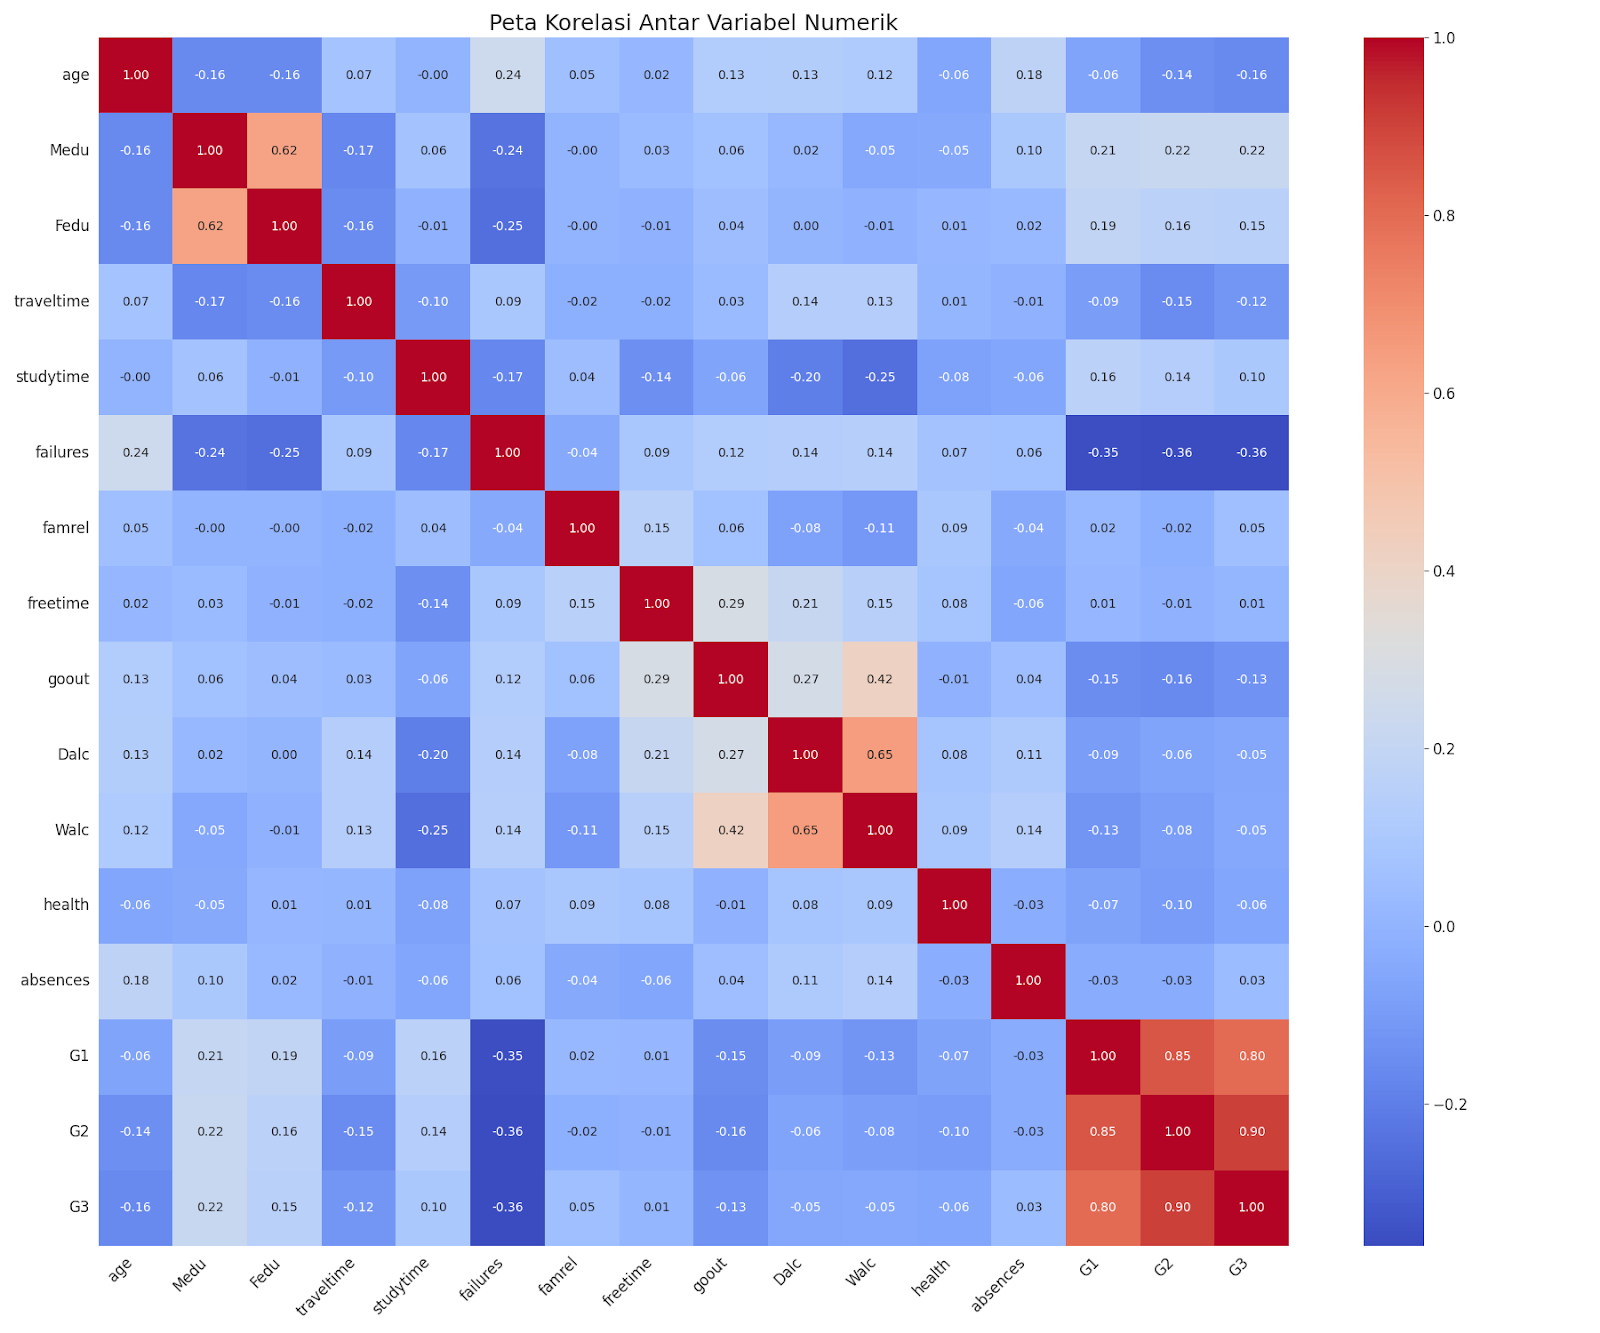 Peta Korelasi Antar Variabel Numerik
age 1.00 -0.16 -0.16 0.07 -0.00 0.24 0.05 0.02 0.13 0.13 0.12 -0.06 0.18 -0.06 -0.14 -0.16
Medu -0.16 1.00 0.62 -0.17 0.06 -0.24 -0.00 0.03 0.06 0.02 -0.05 -0.05 0.10 0.21 0.22 0.22
Fedu -0.16 0.62 1.00 -0.16 -0.01 -0.25 -0.00 -0.01 0.04 0.00 -0.01 0.01 0.02 0.19 0.16 0.15
traveltime 0.07 -0.17 -0.16 1.00 -0.10 0.09 -0.02 -0.02 0.03 0.14 0.13 0.01 -0.01 -0.09 -0.15 -0.12
studytime -0.00 0.06 -0.01 -0.10 1.00 -0.17 0.04 -0.14 -0.06 -0.20 -0.25 -0.08 -0.06 0.16 0.14 0.10
failures 0.24 -0.24 -0.25 0.09 -0.17 1.00 -0.04 0.09 0.12 0.14 0.14 0.07 0.06 -0.35 -0.36 -0.36
famrel 0.05 -0.00 -0.00 -0.02 0.04 -0.04 1.00 0.15 0.06 -0.08 -0.11 0.09 -0.04 0.02 -0.02 0.05
freetime 0.02 0.03 -0.01 -0.02 -0.14 0.09 0.15 1.00 0.29 0.21 0.15 0.08 -0.06 0.01 -0.01 0.01
goout 0.13 0.06 0.04 0.03 -0.06 0.12 0.06 0.29 1.00 0.27 0.42 -0.01 0.04 -0.15 -0.16 -0.13
Dalc 0.13 0.02 0.00 0.14 -0.20 0.14 -0.08 0.21 0.27 1.00 0.65 0.08 0.11 -0.09 -0.06 -0.05
Walc 0.12 -0.05 -0.01 0.13 -0.25 0.14 -0.11 0.15 0.42 0.65 1.00 0.09 0.14 -0.13 -0.08 -0.05
health -0.06 -0.05 0.01 0.01 -0.08 0.07 0.09 0.08 -0.01 0.08 0.09 1.00 -0.03 -0.07 -0.10 -0.06
absences 0.18 0.10 0.02 -0.01 -0.06 0.06 -0.04 -0.06 0.04 0.11 0.14 -0.03 1.00 -0.03 -0.03 0.03
G1 -0.06 0.21 0.19 -0.09 0.16 -0.35 0.02 0.01 -0.15 -0.09 -0.13 -0.07 -0.03 1.00 0.85 0.80
G2 -0.14 0.22 0.16 -0.15 0.14 -0.36 -0.02 -0.01 -0.16 -0.06 -0.08 -0.10 -0.03 0.85 1.00 0.90
G3 -0.16 0.22 0.15 -0.12 0.10 -0.36 0.05 0.01 -0.13 -0.05 -0.05 -0.06 0.03 0.80 0.90 1.00
age Medu Fedu traveltime studytime failures famrel freetime goout Dalc Walc health absences G1 G2 G3
1.0
0.8
0.6
0.4
0.2
0.0
−0.2